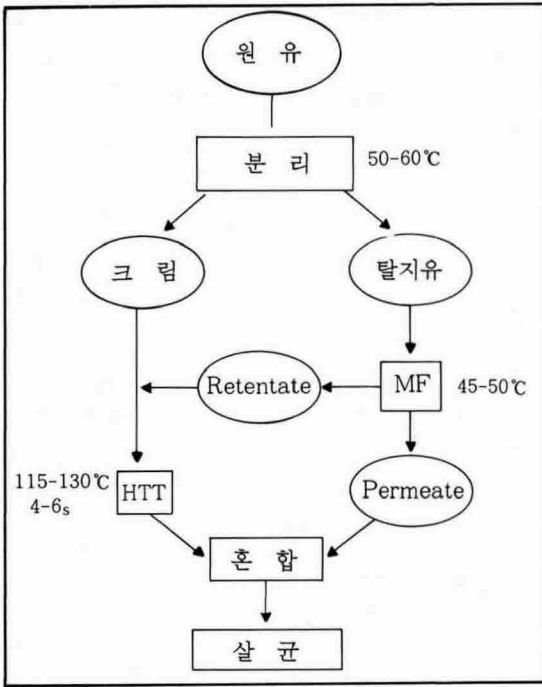 원 유
분 리 50-60℃
크 림 탈지유
Retentate MF 45-50℃
115-130℃
4-6s
HTT
Permeate
혼 합
살 균